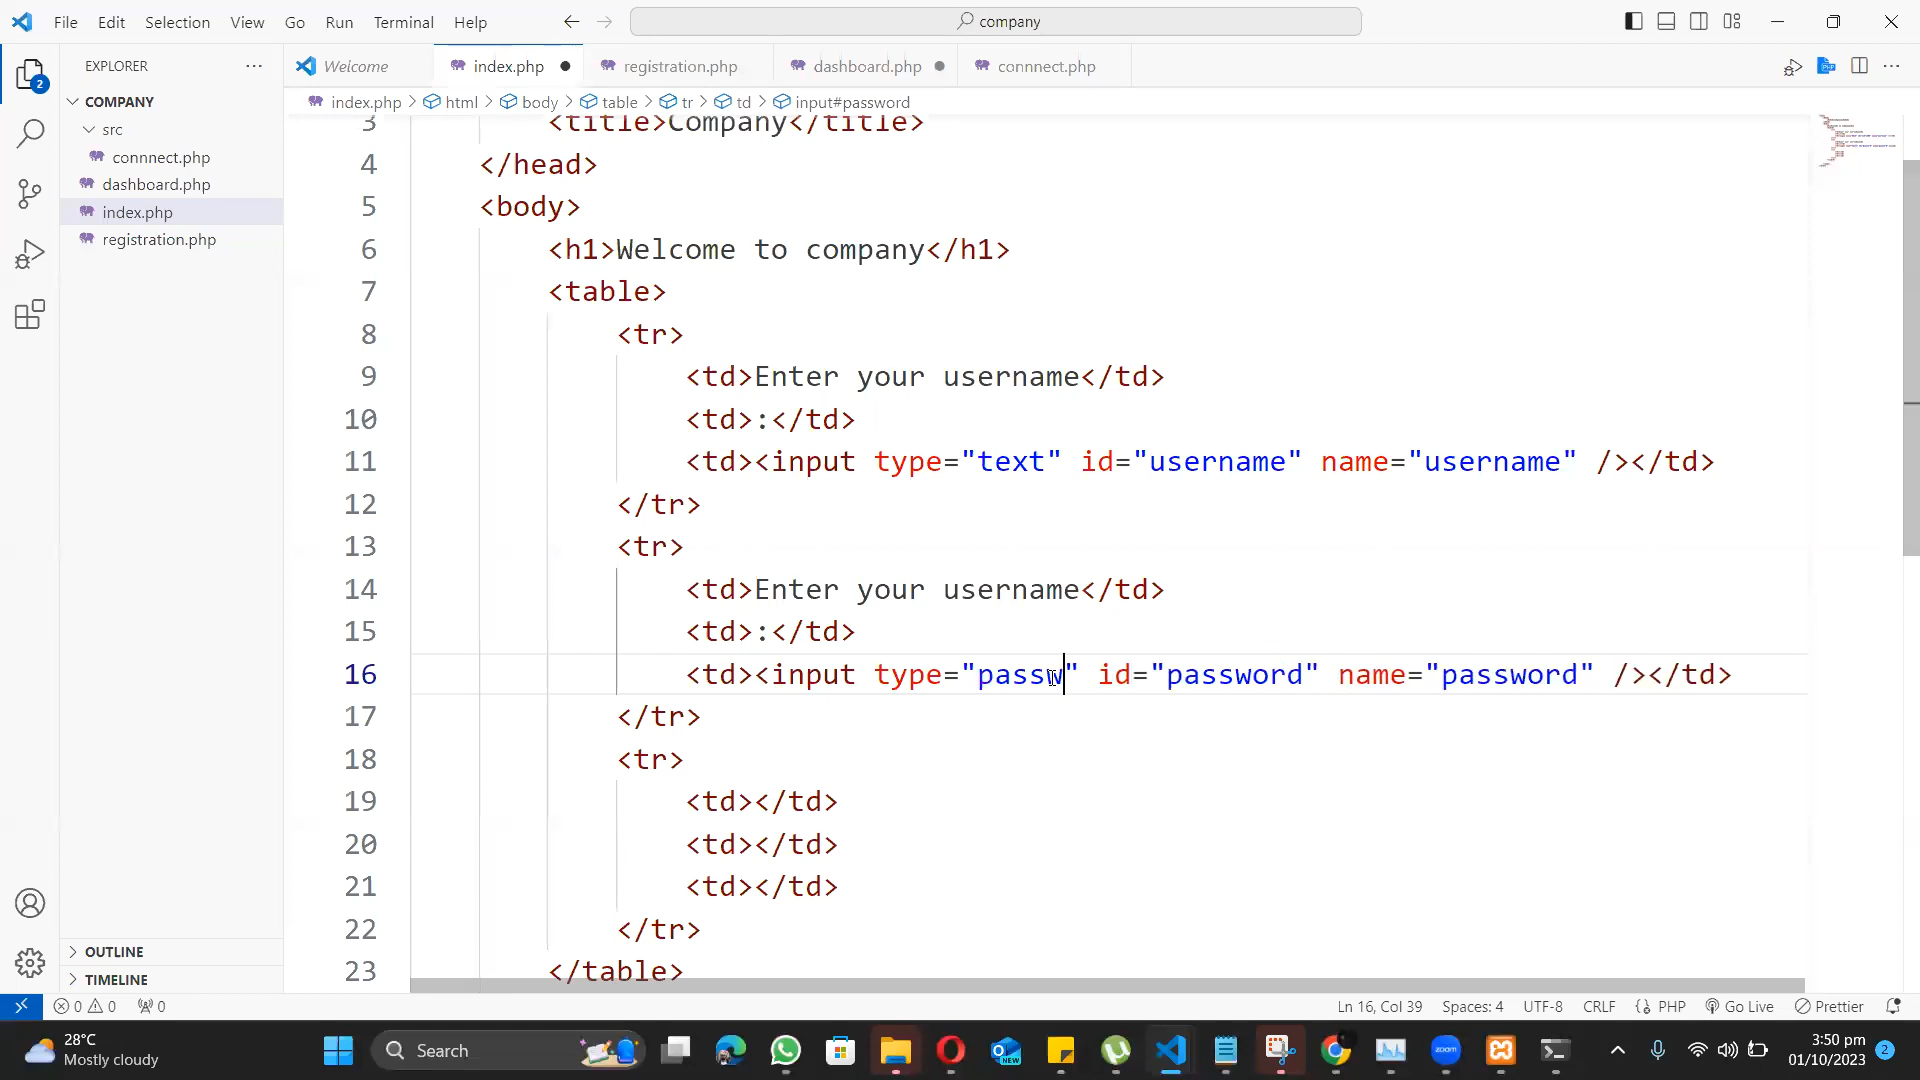 File Edit Selection View Go Run Terminal Help company
EXPLORER
COMPANY
src
connnect.php
dashboard.php
index.php
registration.php
OUTLINE
TIMELINE
2
Welcome index.php registration.php dashboard.php connnect.php
index.php > html > body > table > tr > td > input#password
3 <title>Company</title>
4 </head>
5 <body>
6 <h1>Welcome to company</h1>
7 <table>
8 <tr>
9 <td>Enter your username</td>
10 <td>:</td>
11 <td><input type="text" id="username" name="username" /></td>
12 </tr>
13 <tr>
14 <td>Enter your username</td>
15 <td>:</td>
16 <td><input type="passw" id="password" name="password" /></td>
17 </tr>
18 <tr>
19 <td></td>
20 <td></td>
21 <td></td>
22 </tr>
23 </table>
0 0 0 Ln 16, Col 39 Spaces: 4 UTF-8 CRLF PHP Go Live Prettier
28°C
Mostly cloudy
Search
NEW
zoom
3:50 pm
01/10/2023
2